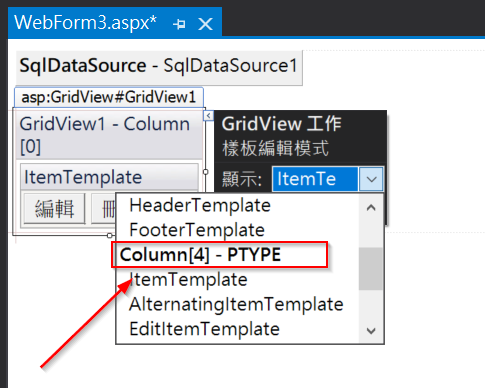 WebForm3.aspx*
SqlDataSource - SqlDataSource1
asp:GridView#GridView1
GridView1 - Column
[0]
ItemTemplate
編輯
GridView 工作
樣板編輯模式
顯示: ItemTe
HeaderTemplate
FooterTemplate
Column[4] - PTYPE
ItemTemplate
AlternatingItemTemplate
EditItemTemplate